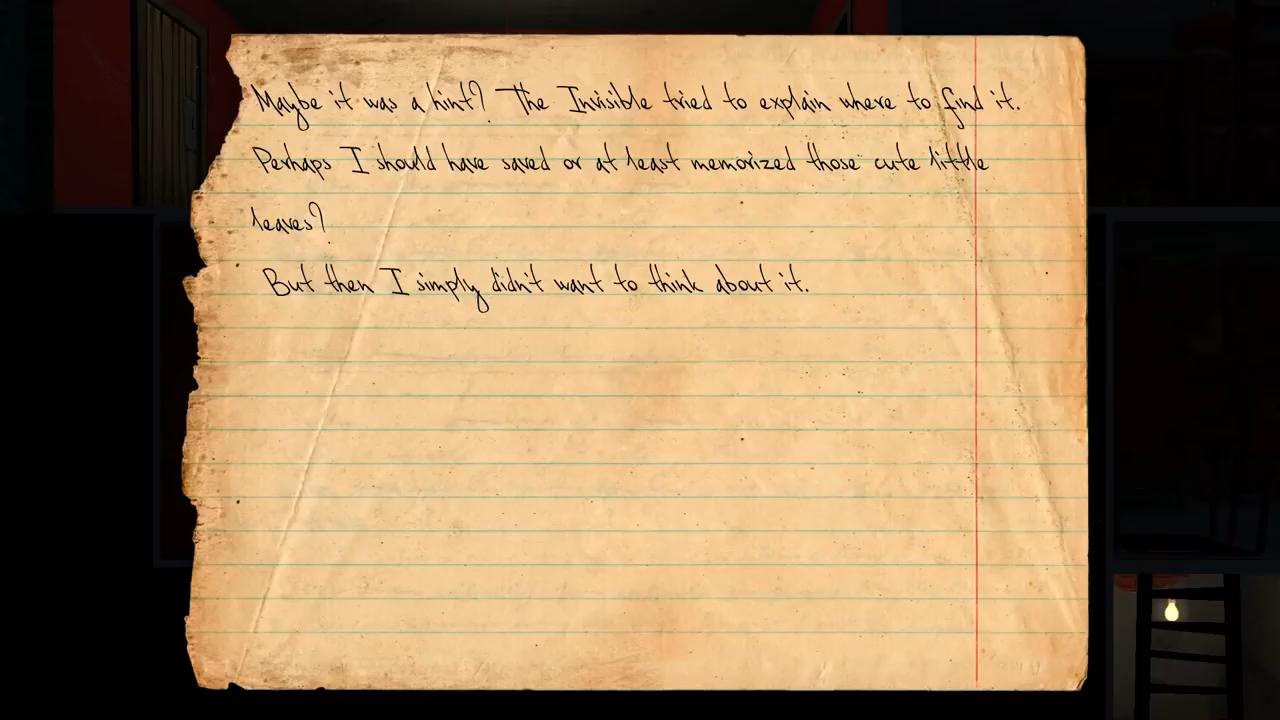 Maybe it was a hint? The Invisible tried to explain where to find it.
Perhaps I should have saved or at least memorized those cute little
leaves?
But then I simply didn't want to think about it.